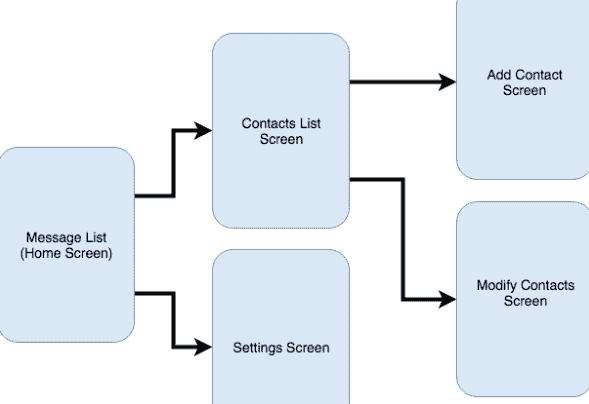 Message List
(Home Screen)
Contacts List
Screen
Settings Screen
Add Contact
Screen
Modify Contacts
Screen